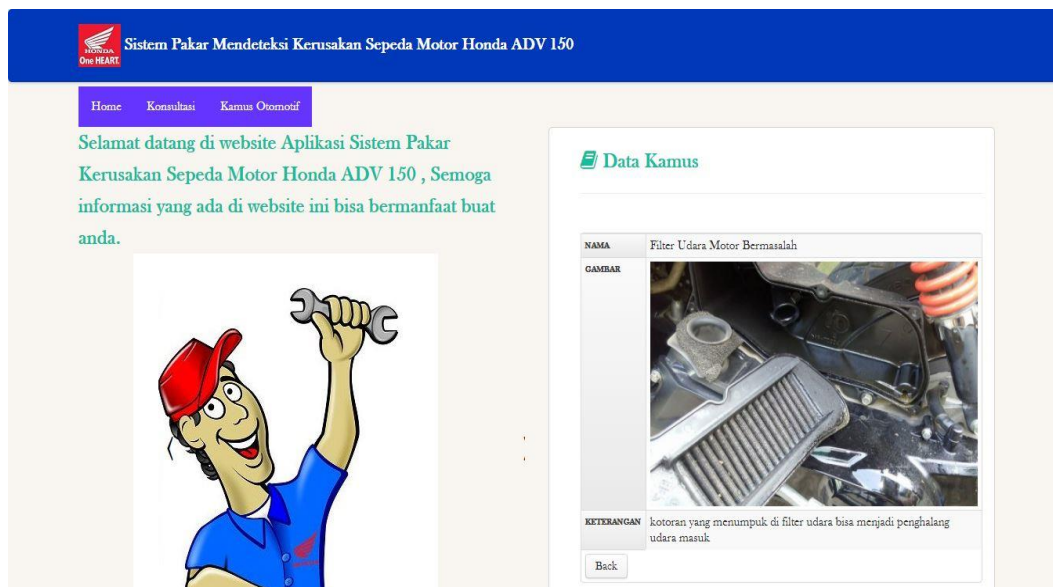 HONDA
One HEART.
Sistem Pakar Mendeteksi Kerusakan Sepeda Motor Honda ADV 150
Home Konsultasi Kamus Otomotif
Selamat datang di website Aplikasi Sistem Pakar
Kerusakan Sepeda Motor Honda ADV 150 , Semoga
informasi yang ada di website ini bisa bermanfaat buat
anda.
Data Kamus
NAMA Filter Udara Motor Bermasalah
GAMBAR
KETERANGAN kotoran yang menumpuk di filter udara bisa menjadi penghalang
udara masuk
Back